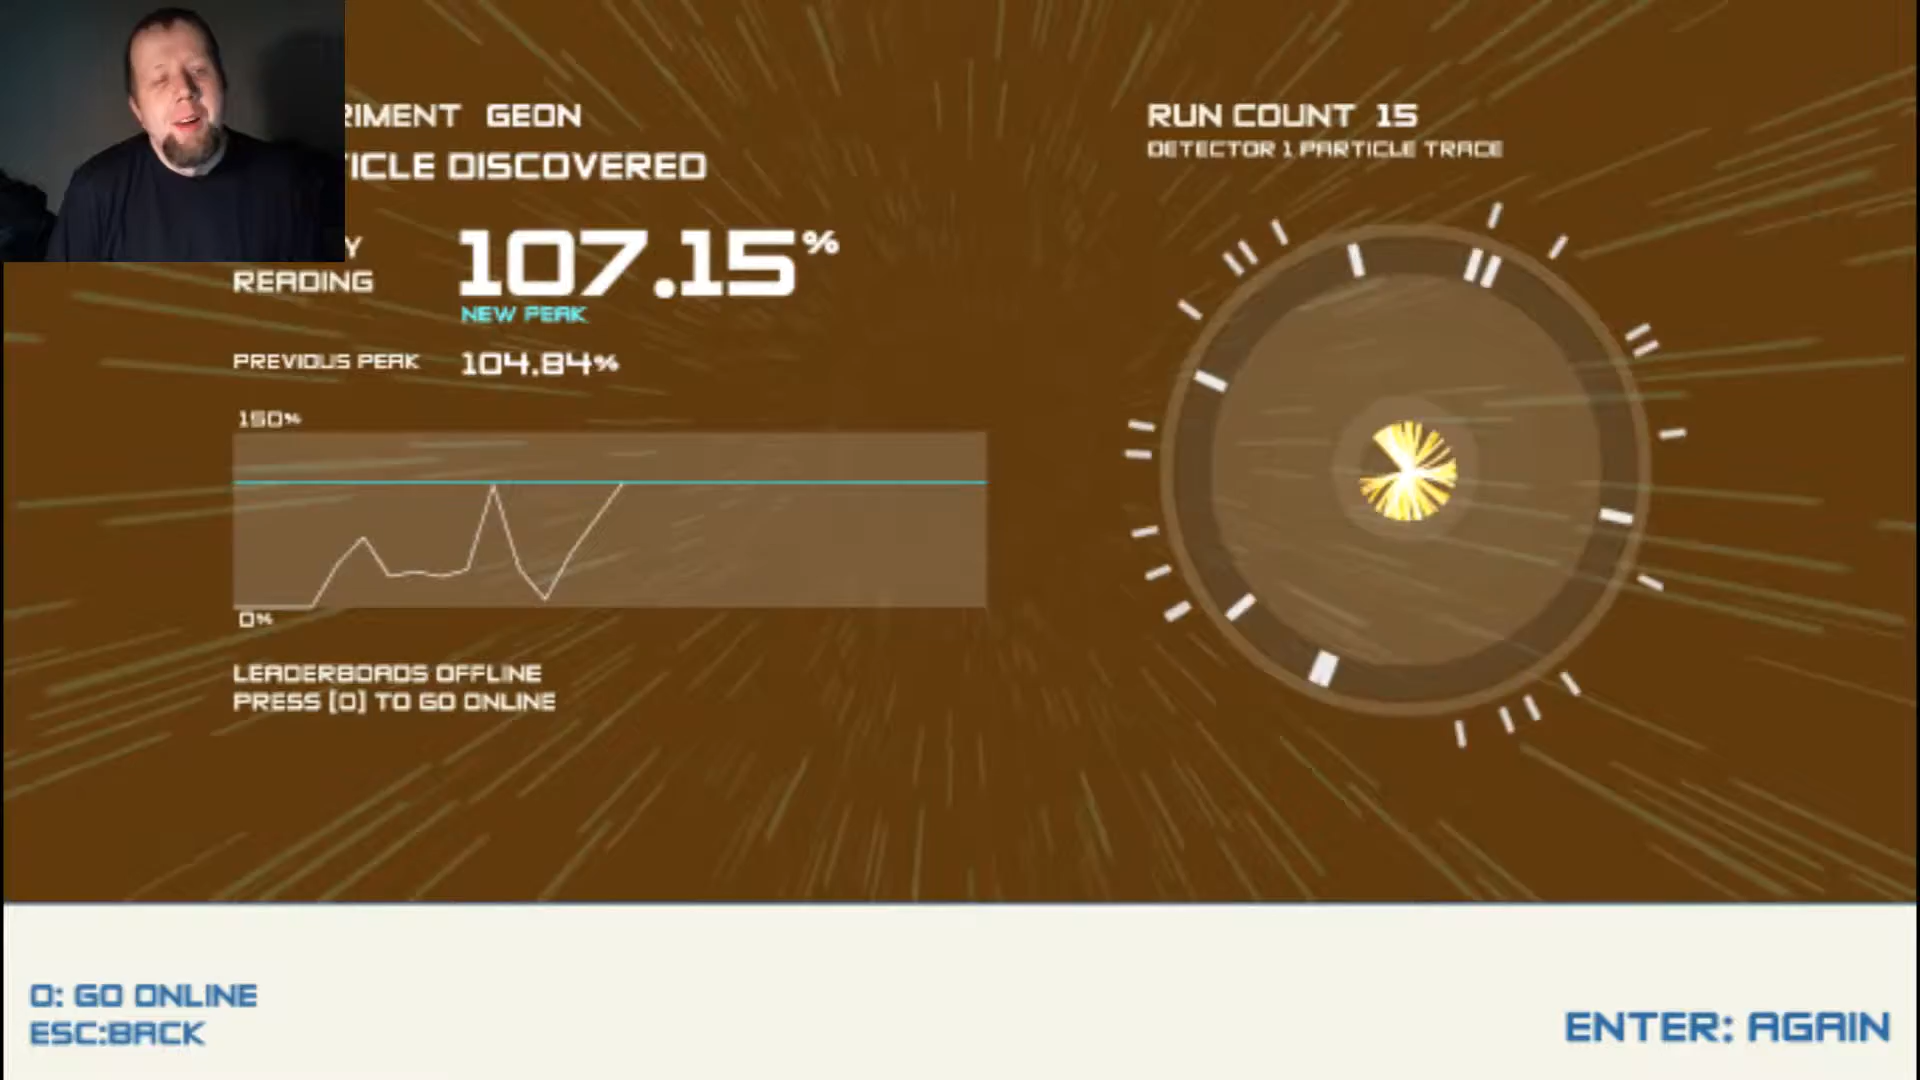 RIMENT GEON
ICLE DISCOVERED
Y
READING
107.15%
NEW PEAK
PREVIOUS PEAK 104.84%
150%
0%
LEADERBOARDS OFFLINE
PRESS [O] TO GO ONLINE
RUN COUNT 15
DETECTOR 1 PARTICLE TRACE
O: GO ONLINE
ESC:BACK
ENTER: AGAIN